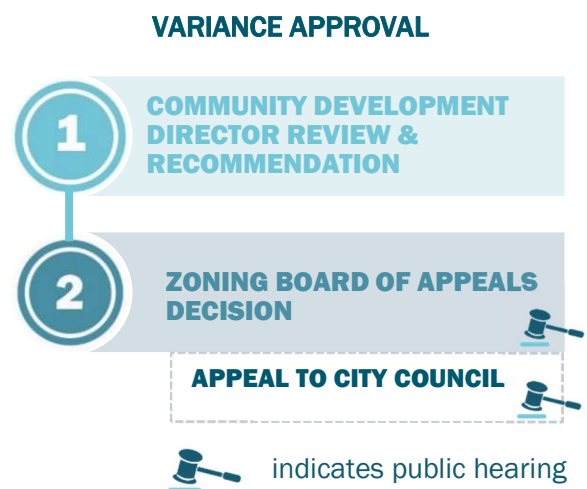 VARIANCE APPROVAL
1
COMMUNITY DEVELOPMENT
DIRECTOR REVIEW &
RECOMMENDATION
2
ZONING BOARD OF APPEALS
DECISION
APPEAL TO CITY COUNCIL
indicates public hearing